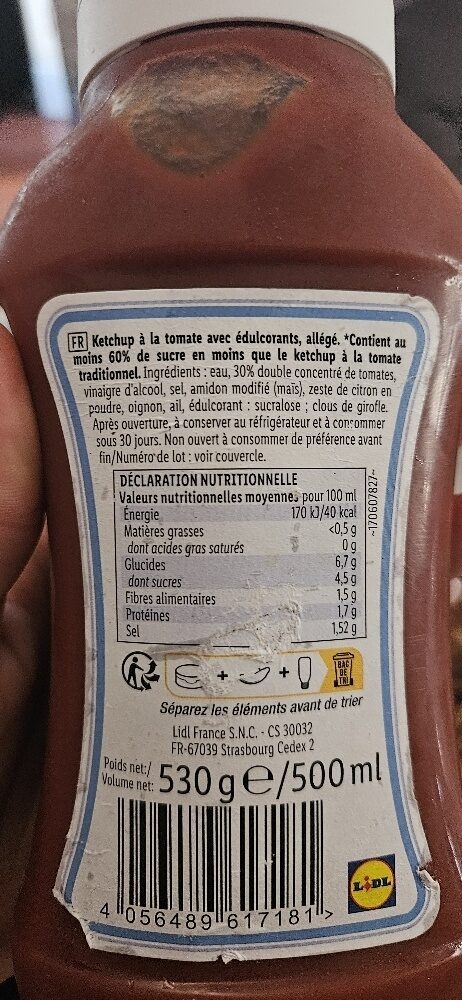 FR Ketchup à la tomate avec édulcorants, allégé. *Contient au
moins 60% de sucre en moins que le ketchup à la tomate
traditionnel. Ingrédients : eau, 30% double concentré de tomates,
vinaigre d'alcool, sel, amidon modifié (maïs), zeste de citron en
poudre, oignon, ail, édulcorant : sucralose ; clous de girofle.
Après ouverture, à conserver au réfrigérateur et à consommer
sous 30 jours. Non ouvert à consommer de préférence avant
fin/Numéro de lot : voir couvercle.
DÉCLARATION NUTRITIONNELLE
Valeurs nutritionnelles moyennes pour 100 ml
Énergie 170 kJ/40 kcal
Matières grasses <0,5 g
dont acides gras saturés 0 g
Glucides 6,7 g
dont sucres 4,5 g
Fibres alimentaires 1,5 g
Protéines 1,7 g
Sel 1,52 g
~170607827~
+ + BAC DE TRI
Séparez les éléments avant de trier
Lidl France S.N.C. - CS 30032
FR-67039 Strasbourg Cedex 2
Poids net:/
Volume net: 530 g e/500 ml
4 056489 617181 >
LIDL